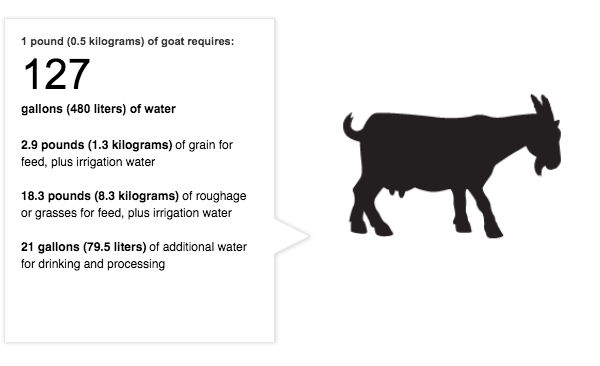 1 pound (0.5 kilograms) of goat requires:
127
gallons (480 liters) of water
2.9 pounds (1.3 kilograms) of grain for
feed, plus irrigation water
18.3 pounds (8.3 kilograms) of roughage
or grasses for feed, plus irrigation water
21 gallons (79.5 liters) of additional water
for drinking and processing